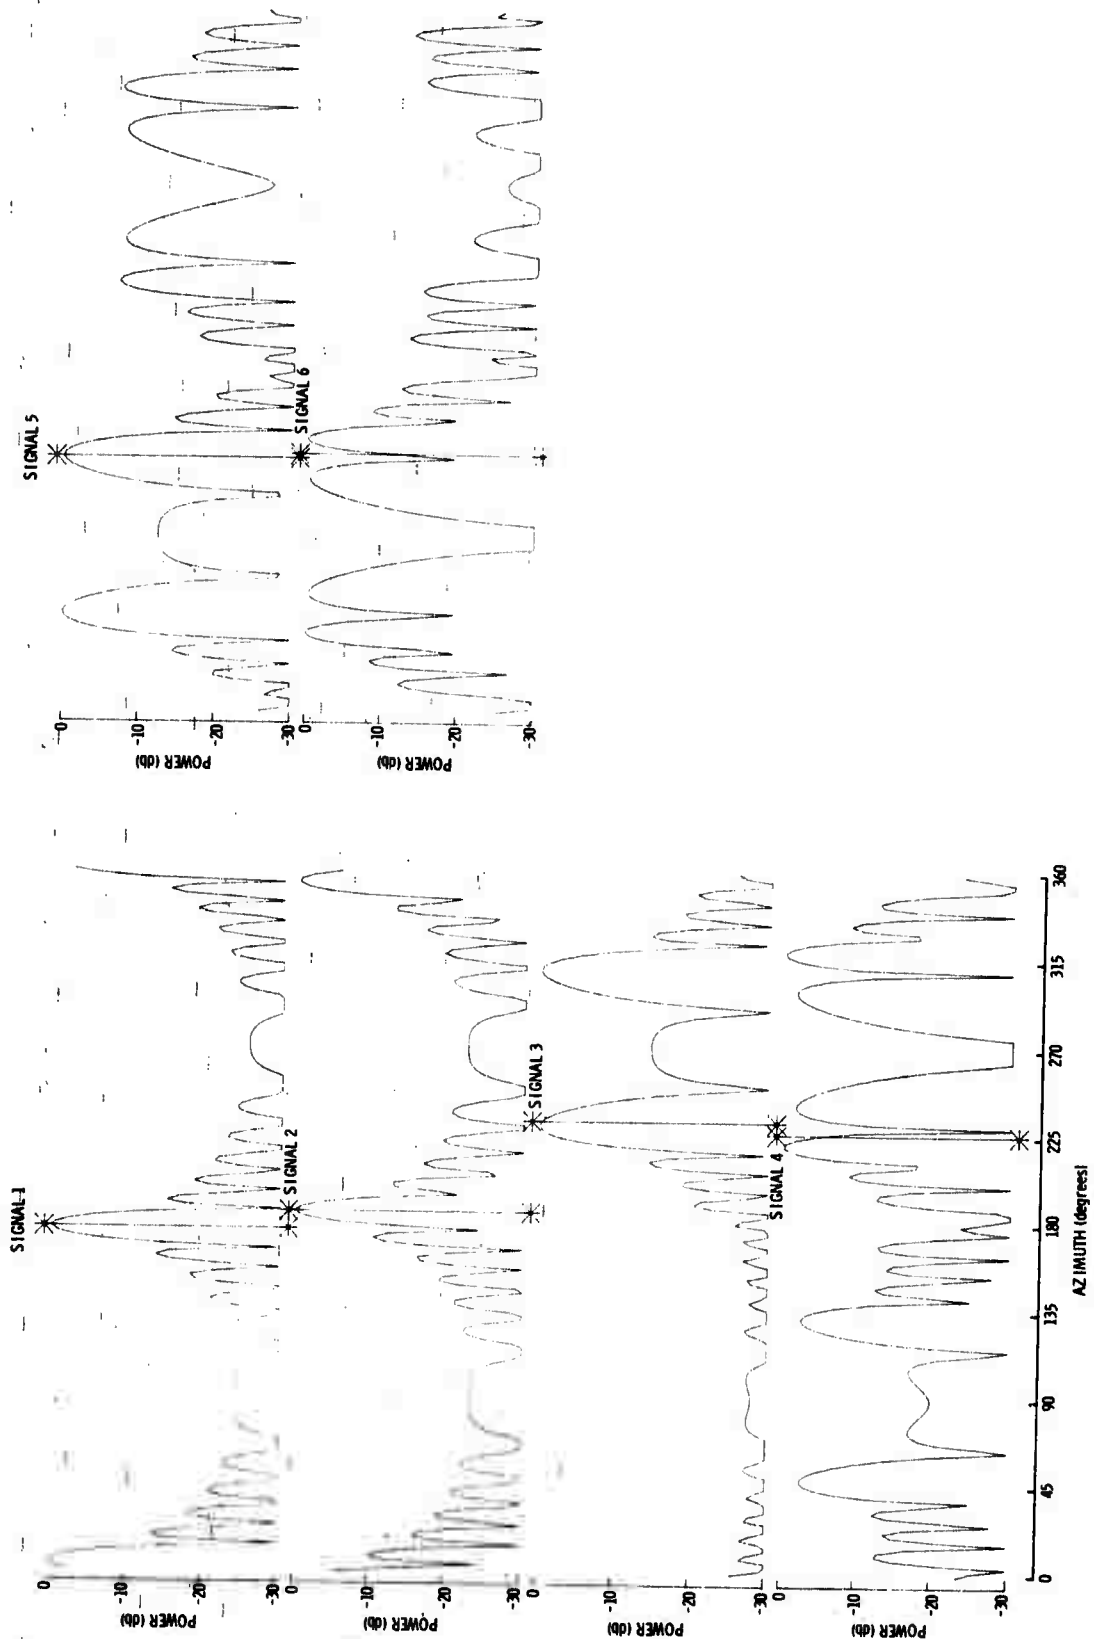 SIGNAL 5
0
-10
-20
-30
POWER (db)
SIGNAL 6
0
-10
-20
-30
POWER (db)
SIGNAL 1
0
-10
-20
-30
POWER (db)
SIGNAL 2
0
-10
-20
-30
POWER (db)
SIGNAL 3
0
-10
-20
-30
POWER (db)
SIGNAL 4
0
-10
-20
-30
POWER (db)
0 45 90 135 180 225 270 315 360
AZIMUTH (degrees)